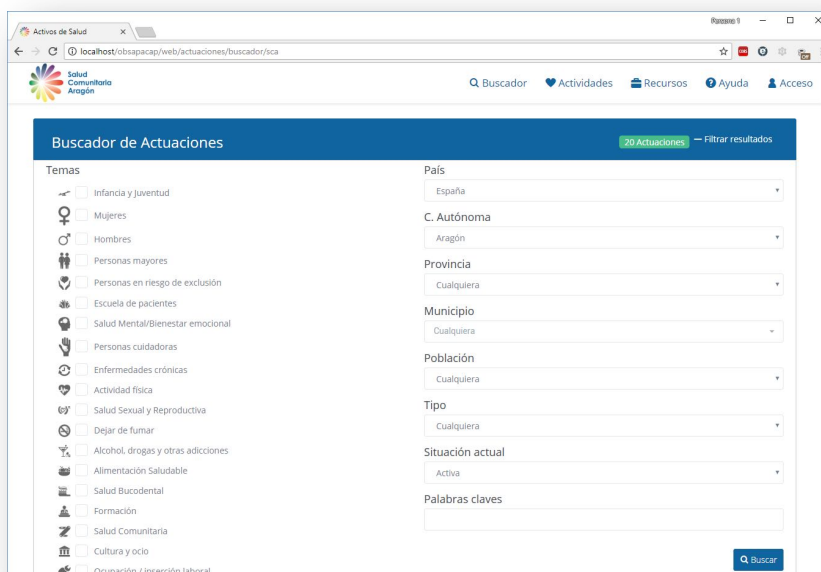 Activos de Salud
Persona 1
localhost/obsapacap/web/actuaciones/buscador/sca
Salud
Comunitaria
Aragón
Buscador
Actividades
Recursos
Ayuda
Acceso
Buscador de Actuaciones
20 Actuaciones
Filtrar resultados
Temas
Infancia y Juventud
Mujeres
Hombres
Personas mayores
Personas en riesgo de exclusión
Escuela de pacientes
Salud Mental/Bienestar emocional
Personas cuidadoras
Enfermedades crónicas
Actividad física
Salud Sexual y Reproductiva
Dejar de fumar
Alcohol, drogas y otras adicciones
Alimentación Saludable
Salud Bucodental
Formación
Salud Comunitaria
Cultura y ocio
Ocupación / inserción laboral
País
España
C. Autónoma
Aragón
Provincia
Cualquiera
Municipio
Cualquiera
Población
Cualquiera
Tipo
Cualquiera
Situación actual
Activa
Palabras claves
Buscar